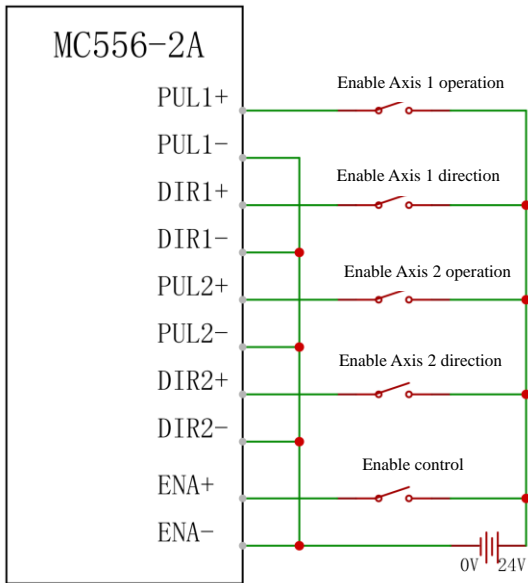 MC556-2A
PUL1+
Enable Axis 1 operation
PUL1-
DIR1+
Enable Axis 1 direction
DIR1-
PUL2+
Enable Axis 2 operation
PUL2-
DIR2+
Enable Axis 2 direction
DIR2-
ENA+
Enable control
ENA-
0V 24V